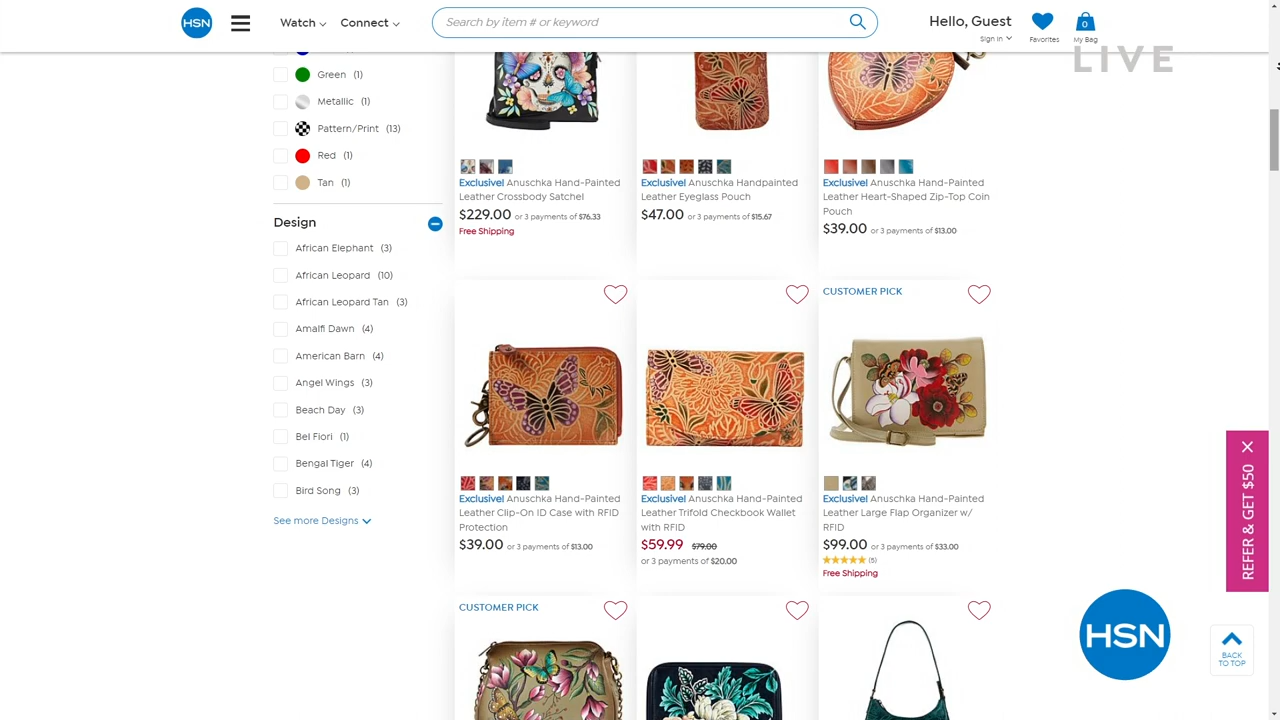 HSN
Watch
Connect
Search by item # or keyword
Hello, Guest
Sign In
Favorites
0
My Bag
LIVE
Green (1)
Metallic (1)
Pattern/Print (13)
Red (1)
Tan (1)
Design
African Elephant (3)
African Leopard (10)
African Leopard Tan (3)
Amalfi Dawn (4)
American Barn (4)
Angel Wings (3)
Beach Day (3)
Bel Fiori (1)
Bengal Tiger (4)
Bird Song (3)
See more Designs
Exclusive! Anuschka Hand-Painted
Leather Crossbody Satchel
$229.00 or 3 payments of $76.33
Free Shipping
Exclusive! Anuschka Handpainted
Leather Eyeglass Pouch
$47.00 or 3 payments of $15.67
Exclusive! Anuschka Hand-Painted
Leather Heart-Shaped Zip-Top Coin
Pouch
$39.00 or 3 payments of $13.00
Exclusive! Anuschka Hand-Painted
Leather Clip-On ID Case with RFID
Protection
$39.00 or 3 payments of $13.00
Exclusive! Anuschka Hand-Painted
Leather Trifold Checkbook Wallet
with RFID
$59.99 $79.00
or 3 payments of $20.00
CUSTOMER PICK
Exclusive! Anuschka Hand-Painted
Leather Large Flap Organizer w/
RFID
$99.00 or 3 payments of $33.00
(5)
Free Shipping
CUSTOMER PICK
REFER & GET $50
HSN
BACK
TO TOP